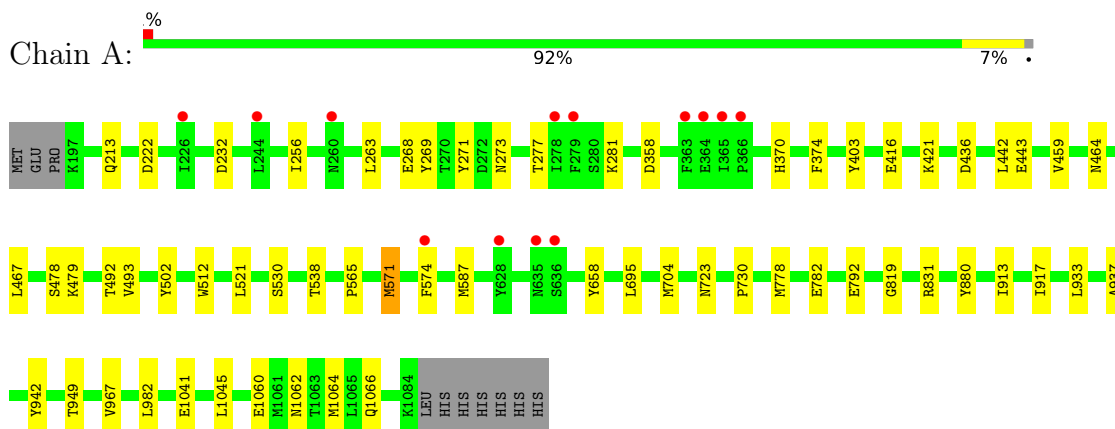 .%
Chain A:
92%
7%
•
MET
GLU
PRO
K197
Q213
D222
I226
D232
L244
I256
N260
L263
E268
Y269
T270
Y271
D272
N273
T277
I278
F279
S280
K281
D358
F363
E364
I365
P366
H370
F374
Y403
E416
K421
D436
L442
E443
V459
N464
L467
S478
K479
T492
V493
Y502
W512
L521
S530
T538
P565
M571
F574
M587
Y628
N635
S636
Y658
L695
M704
N723
P730
M778
E782
E792
G819
R831
Y880
I913
I917
L933
A937
Y942
T949
V967
L982
E1041
L1045
E1060
M1061
N1062
T1063
M1064
L1065
Q1066
K1084
LEU
HIS
HIS
HIS
HIS
HIS
HIS